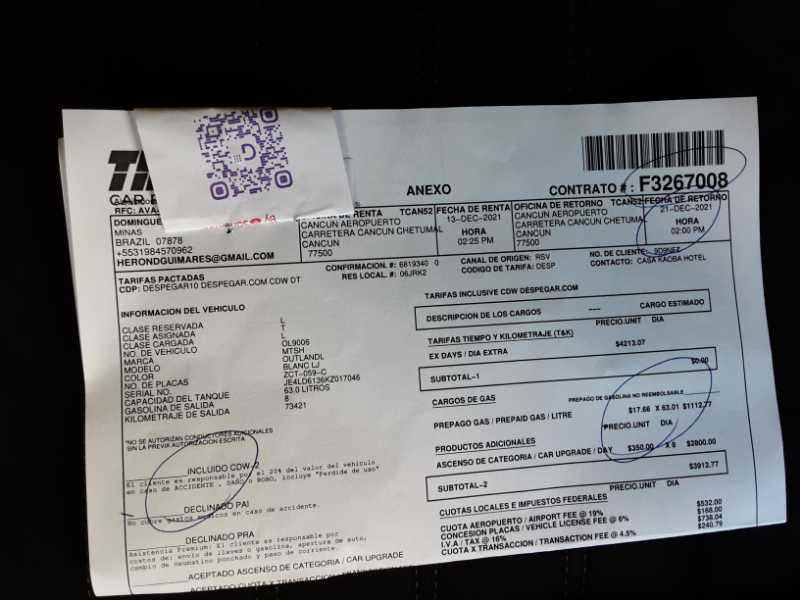 ANEXO
CONTRATO # : F3267008
RFC: AVA
MINAS
BRAZIL 07878
+5531984570962
HERONDGUIMARES@GMAIL.COM
OFICINA DE RENTA TCAN52
CANCUN AEROPUERTO
CARRETERA CANCUN CHETUMAL
CANCUN
77500
FECHA DE RENTA
13-DEC-2021
HORA
02:25 PM
OFICINA DE RETORNO TCAN52
CANCUN AEROPUERTO
CARRETERA CANCUN CHETUMAL
CANCUN
77500
FECHA DE RETORNO
21-DEC-2021
HORA
02:00 PM
TARIFAS PACTADAS
CDP: DESPEGAR10 DESPEGAR.COM CDW DT
CONFIRMACION. #: 6819340 0
RES LOCAL. #: 06JRK2
CANAL DE ORIGEN: RSV
CODIGO DE TARIFA: DESP
NO. DE CLIENTE:
CONTACTO: CASA KAOBA HOTEL
INFORMACION DEL VEHICULO
CLASE RESERVADA L
CLASE ASIGNADA T
CLASE CARGADA L
NO. DE VEHICULO OL9006
MARCA MTSH
MODELO OUTLANDL
COLOR BLANC LJ
NO. DE PLACAS ZCT-059-C
SERIAL NO. JE4LD6136KZ017046
CAPACIDAD DEL TANQUE 63.0 LITROS
GASOLINA DE SALIDA 8
KILOMETRAJE DE SALIDA 73421
*NO SE AUTORIZAN CONDUCTORES ADICIONALES
SIN LA PREVIA AUTORIZACION ESCRITA
INCLUIDO CDW-2
El cliente es responsable por el 20% del valor del vehiculo
en caso de ACCIDENTE, DAÑO o ROBO, incluye "Perdida de uso"
DECLINADO PAI
No cubre gastos medicos en caso de accidente.
DECLINADO PRA
Asistencia Premium: El cliente es responsable por
costos de: envio de llaves o gasolina, apertura de auto,
cambio de neumatico ponchado y paso de corriente.
ACEPTADO ASCENSO DE CATEGORIA / CAR UPGRADE
ACEPTADO CUOTA X TRANSACCION / TRANSACTION FEE
TARIFAS INCLUSIVE CDW DESPEGAR.COM
DESCRIPCION DE LOS CARGOS ---- CARGO ESTIMADO
PRECIO.UNIT DIA
TARIFAS TIEMPO Y KILOMETRAJE (T&K)
EX DAYS / DIA EXTRA $4213.07
SUBTOTAL-1 $0.00
CARGOS DE GAS PREPAGO DE GASOLINA NO REEMBOLSABLE
PREPAGO GAS / PREPAID GAS / LITRE $17.66 X 63.01 $1112.77
PRECIO.UNIT DIA
PRODUCTOS ADICIONALES
ASCENSO DE CATEGORIA / CAR UPGRADE / DAY $350.00 X 8 $2800.00
SUBTOTAL-2 $3912.77
PRECIO.UNIT DIA
CUOTAS LOCALES E IMPUESTOS FEDERALES
CUOTA AEROPUERTO / AIRPORT FEE @ 19% $532.00
CONCESION PLACAS / VEHICLE LICENSE FEE @ 6% $168.00
I.V.A / TAX @ 16% $738.04
CUOTA X TRANSACCION / TRANSACTION FEE @ 4.5% $240.79